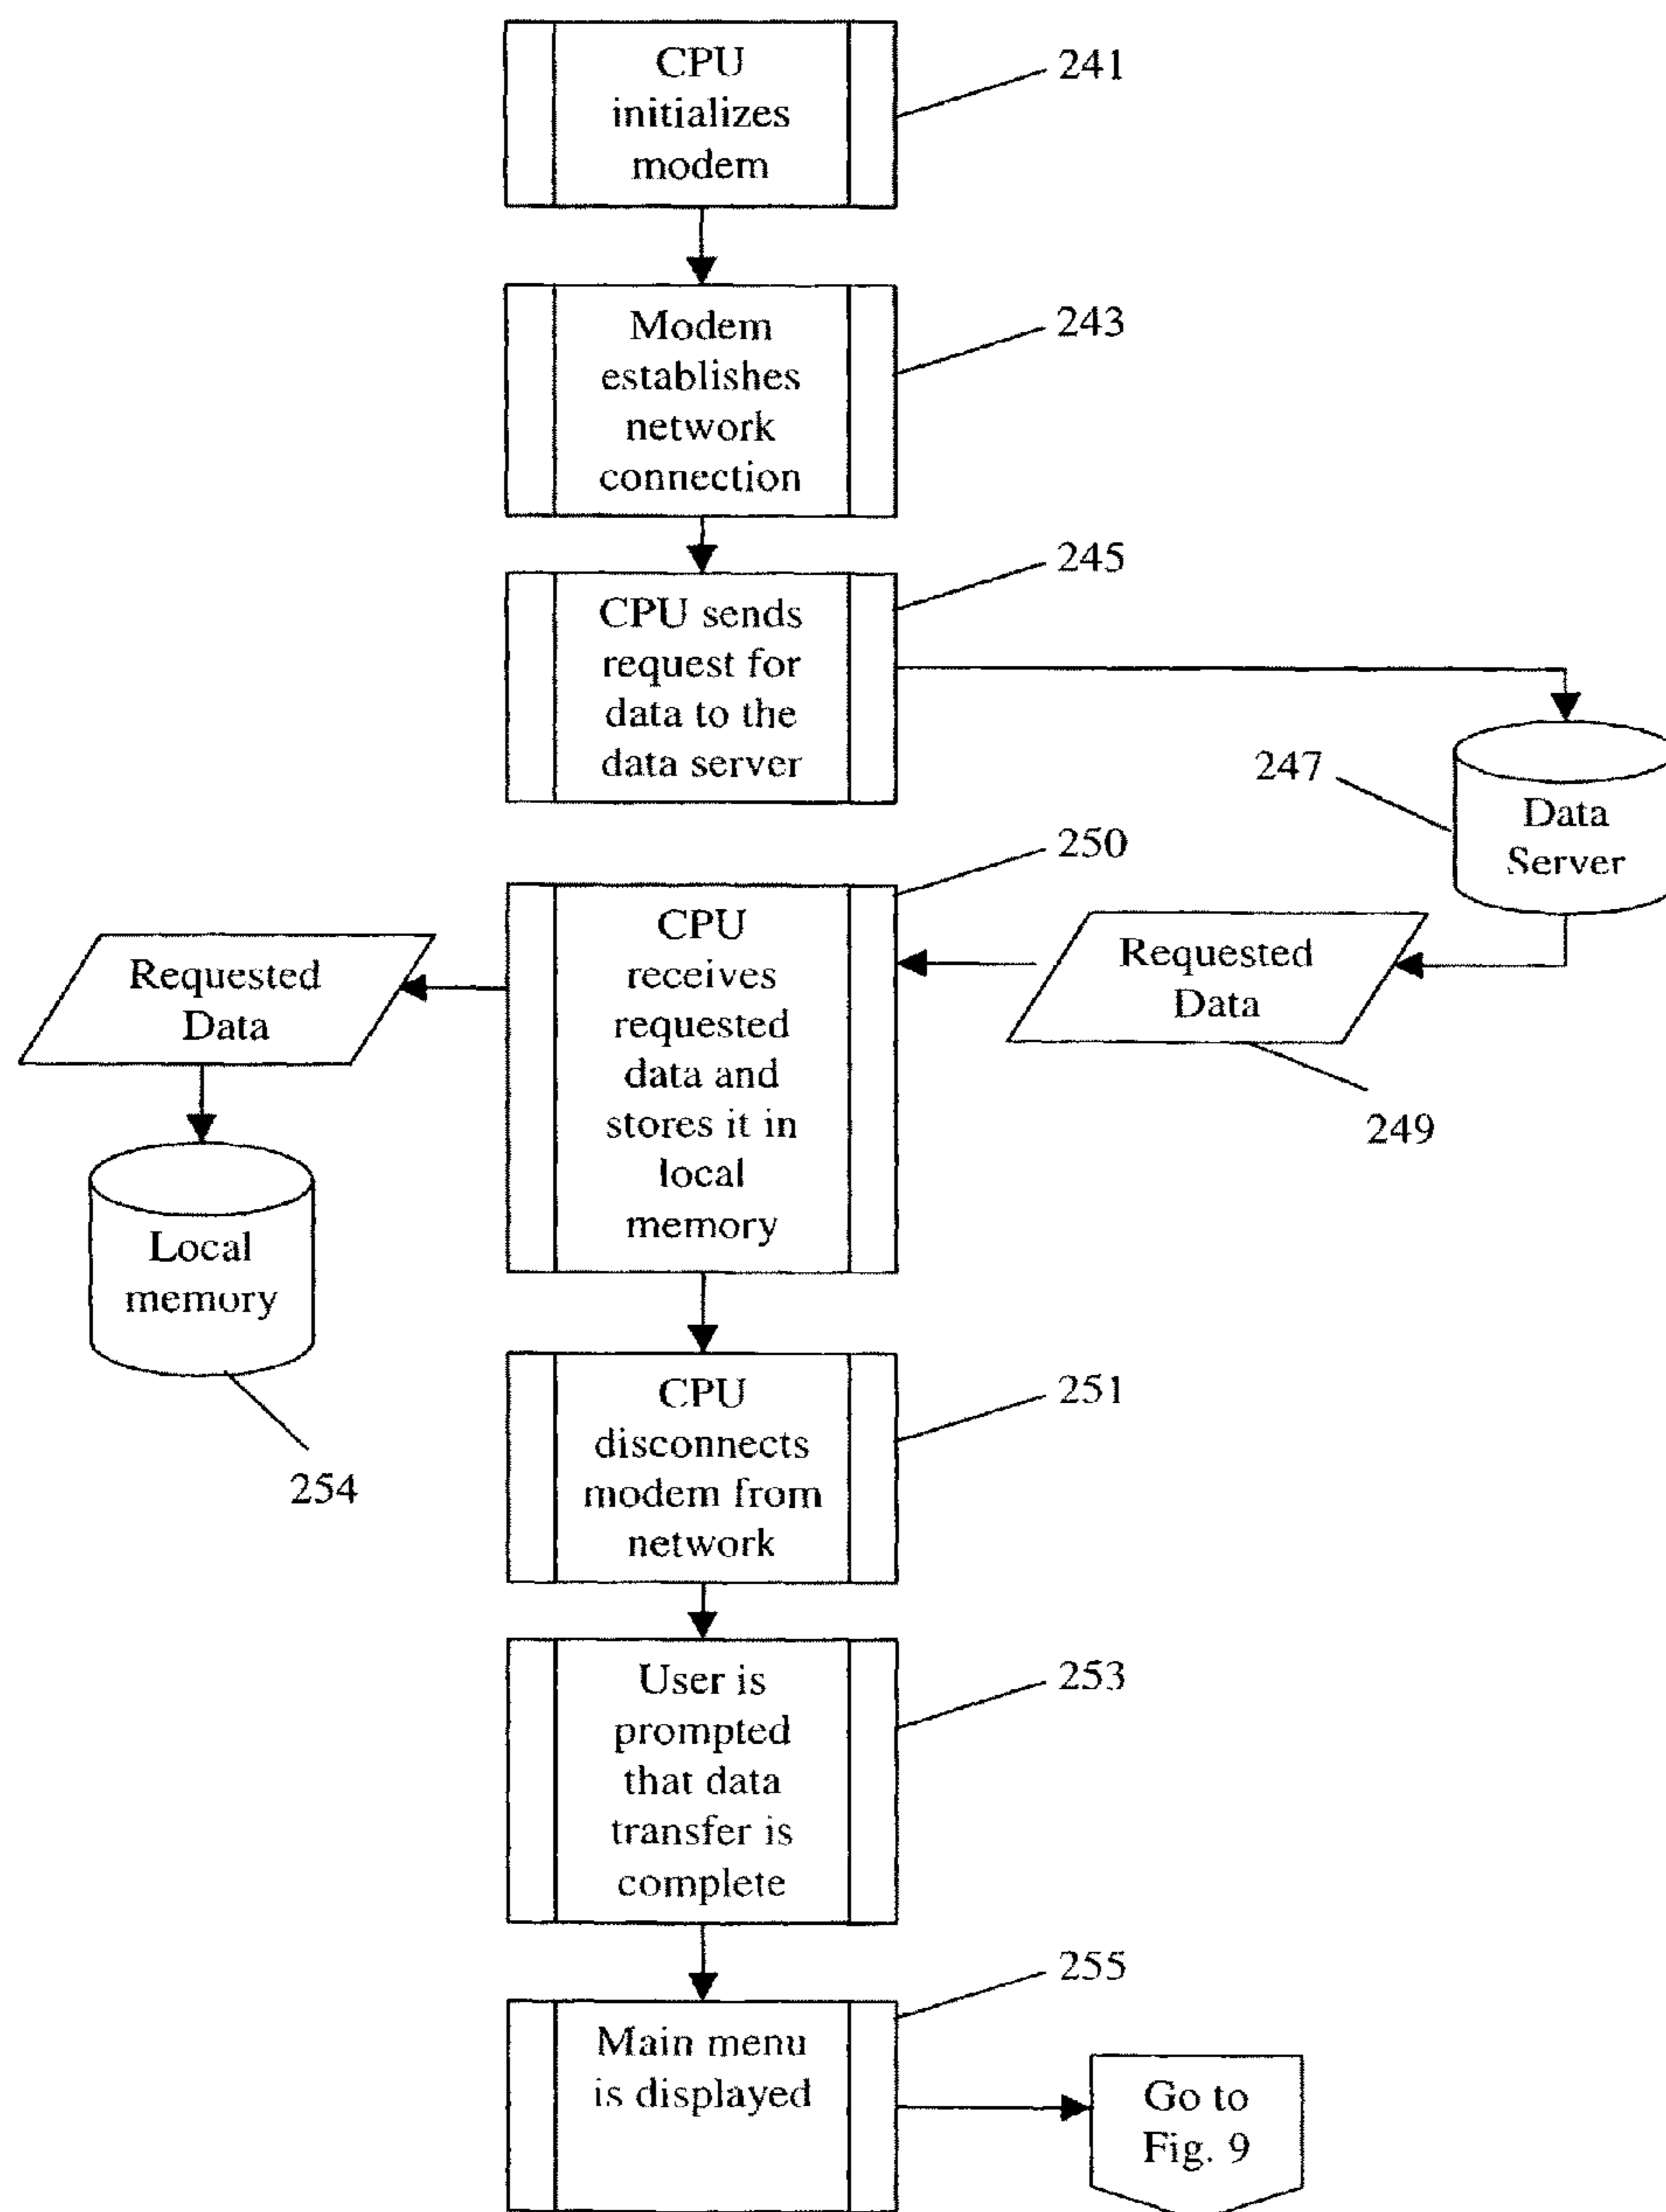 CPU
initializes
modem
241
Modem
establishes
network
connection
243
CPU sends
request for
data to the
data server
245
247
Data
Server
250
CPU
receives
requested
data and
stores it in
local
memory
Requested
Data
249
Requested
Data
Local
memory
254
CPU
disconnects
modem from
network
251
User is
prompted
that data
transfer is
complete
253
Main menu
is displayed
255
Go to
Fig. 9